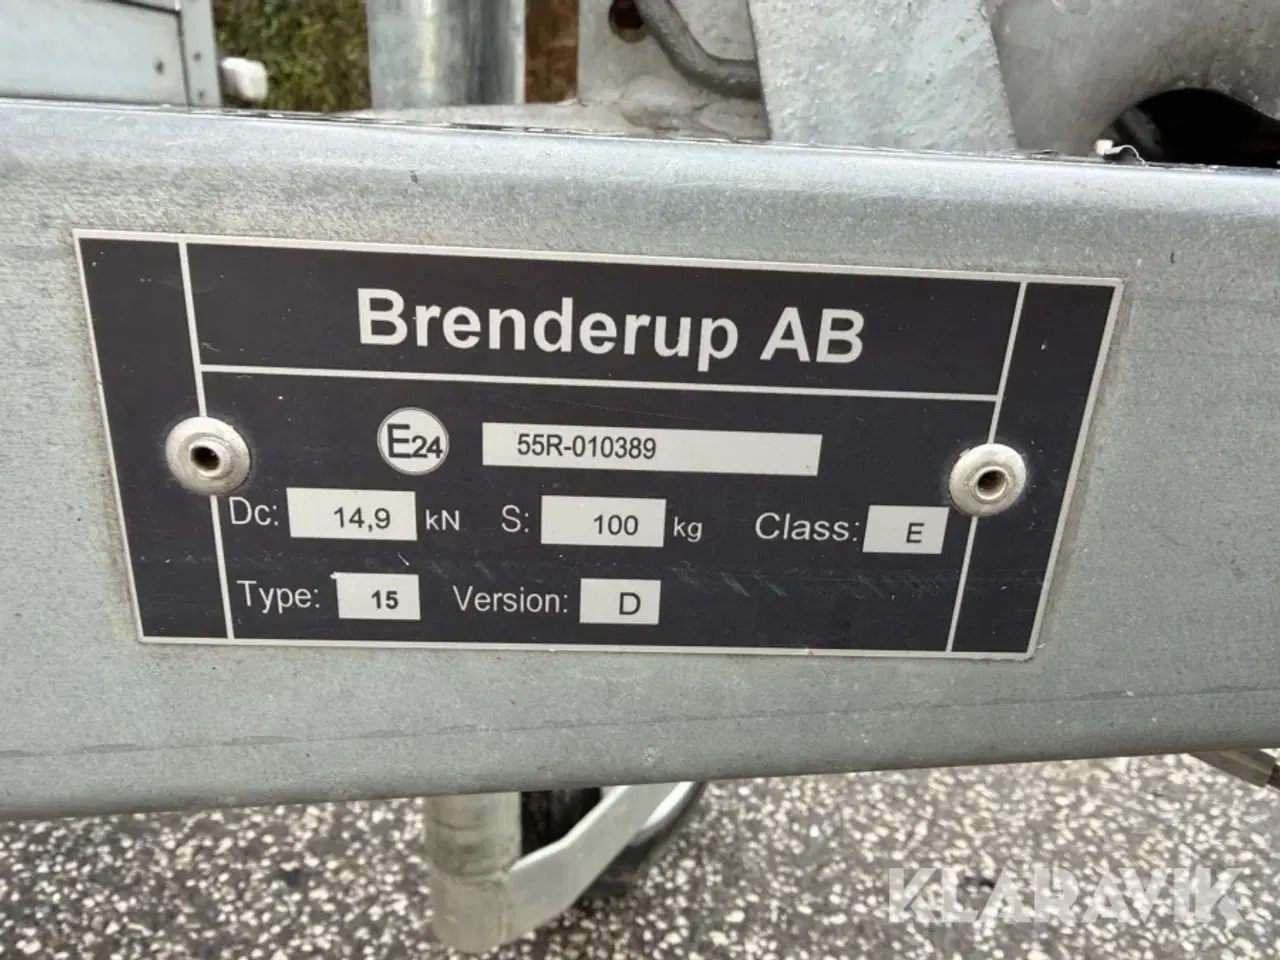 Brenderup AB
E24 55R-010389
Dc: 14,9 kN S: 100 kg Class: E
Type: 15 Version: D
KLARAVIK